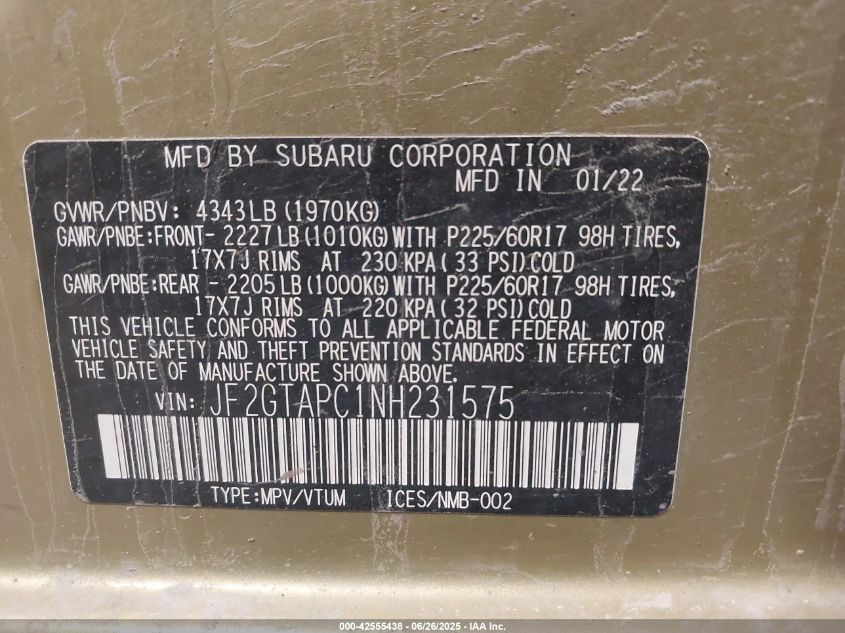 MFD BY SUBARU CORPORATION
MFD IN 01/22
GVWR/PNBV: 4343LB (1970KG)
GAWR/PNBE:FRONT- 2227LB (1010KG) WITH P225/60R17 98H TIRES,
17X7J RIMS AT 230 KPA (33 PSI) COLD
GAWR/PNBE:REAR - 2205LB (1000KG) WITH P225/60R17 98H TIRES,
17X7J RIMS AT 220 KPA (32 PSI) COLD
THIS VEHICLE CONFORMS TO ALL APPLICABLE FEDERAL MOTOR
VEHICLE SAFETY AND THEFT PREVENTION STANDARDS IN EFFECT ON
THE DATE OF MANUFACTURE SHOWN ABOVE.
VIN: JF2GTAPC1NH231575
TYPE:MPV/VTUM ICES/NMB-002
000-42555438 - 06/26/2025 - IAA Inc.